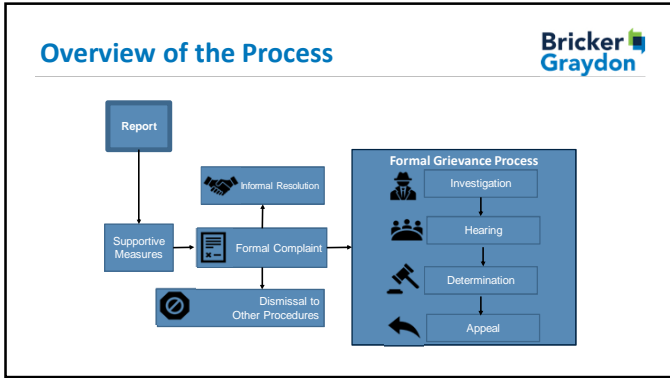 Overview of the Process
Bricker
Graydon
Report
Supportive
Measures
Informal Resolution
Formal Complaint
Dismissal to
Other Procedures
Formal Grievance Process
Investigation
Hearing
Determination
Appeal